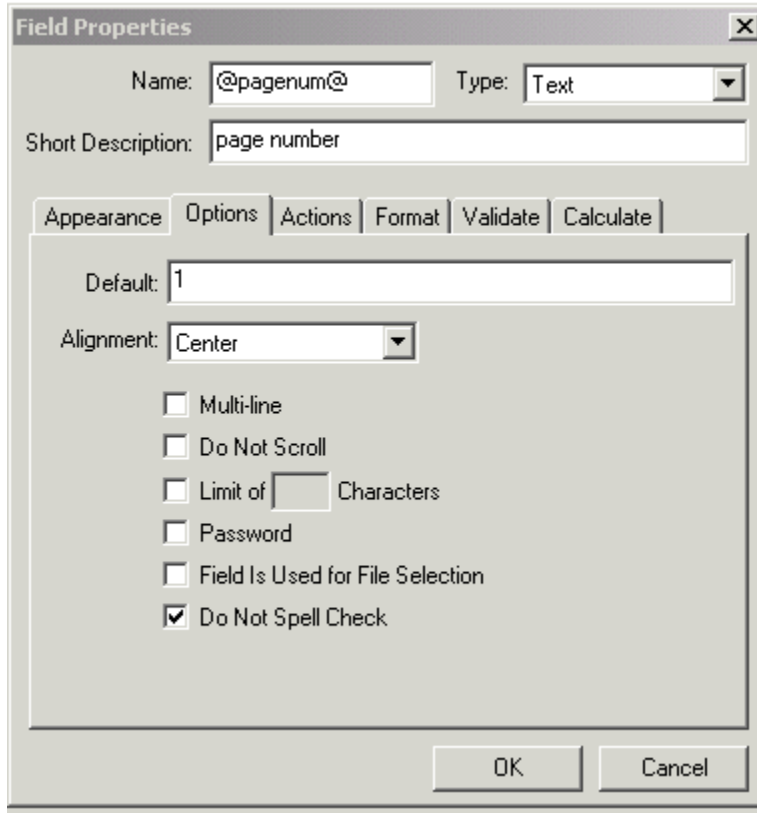 Field Properties
Name: @pagenum@ Type: Text
Short Description: page number
Appearance Options Actions Format Validate Calculate
Default: 1
Alignment: Center
Multi-line
Do Not Scroll
Limit of Characters
Password
Field Is Used for File Selection
Do Not Spell Check
OK Cancel